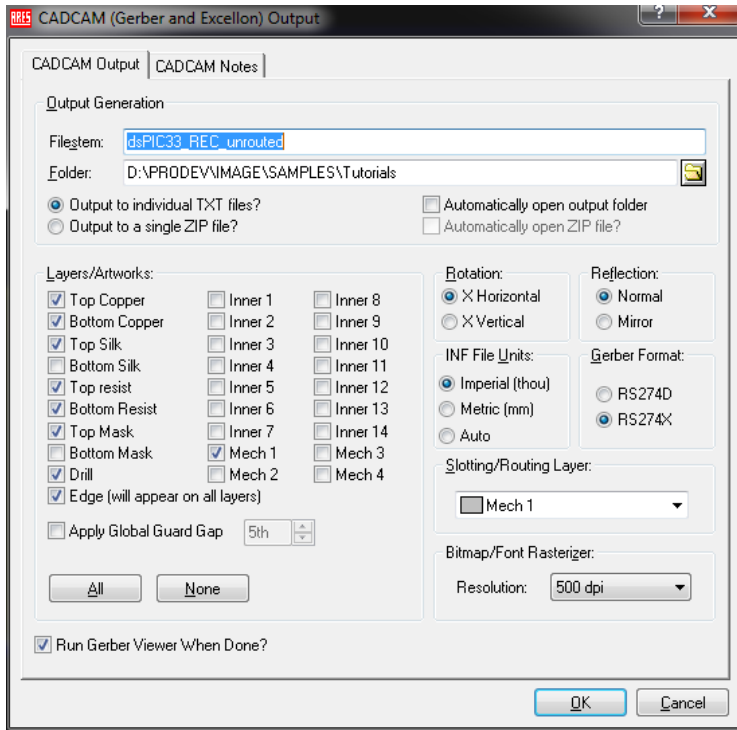 ARES CADCAM (Gerber and Excellon) Output ? X
CADCAM Output CADCAM Notes
Output Generation
Filestem: dsPIC33_REC_unrouted
Folder: D:\PRODEV\IMAGE\SAMPLES\Tutorials
Output to individual TXT files? Automatically open output folder
Output to a single ZIP file? Automatically open ZIP file?
Layers/Artworks:
Top Copper Inner 1 Inner 8
Bottom Copper Inner 2 Inner 9
Top Silk Inner 3 Inner 10
Bottom Silk Inner 4 Inner 11
Top resist Inner 5 Inner 12
Bottom Resist Inner 6 Inner 13
Top Mask Inner 7 Inner 14
Bottom Mask Mech 1 Mech 3
Drill Mech 2 Mech 4
Edge (will appear on all layers)
Apply Global Guard Gap 5th
All None
Rotation:
X Horizontal
X Vertical
Reflection:
Normal
Mirror
INF File Units:
Imperial (thou)
Metric (mm)
Auto
Gerber Format:
RS274D
RS274X
Slotting/Routing Layer:
Mech 1
Bitmap/Font Rasterizer:
Resolution: 500 dpi
Run Gerber Viewer When Done?
OK Cancel